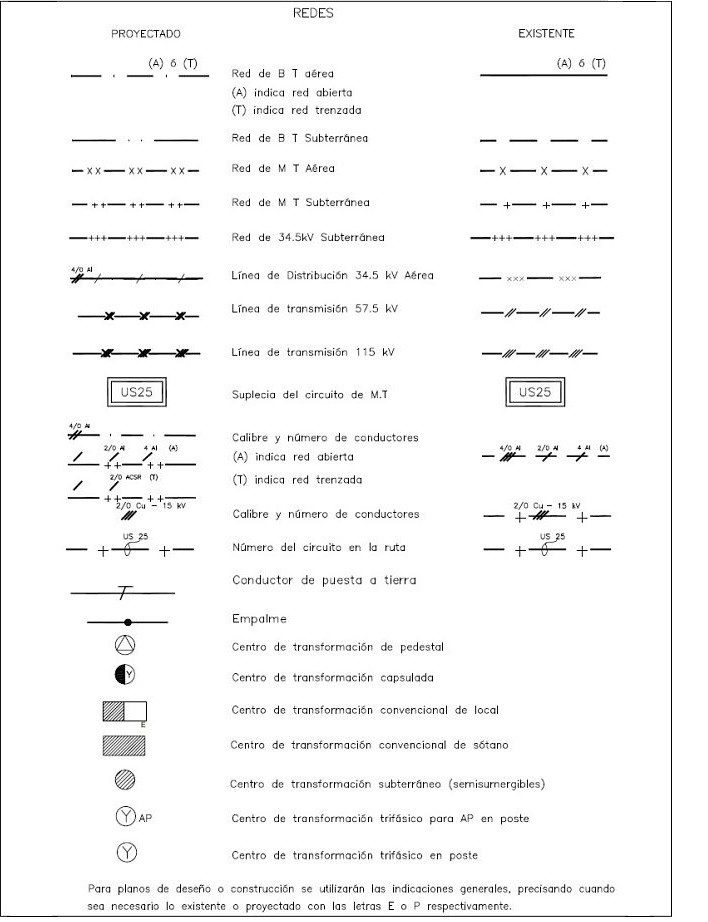 REDES
PROYECTADO
EXISTENTE
(A) ó (T)
Red de B T aérea
(A) ó (T)
(A) indica red abierta
(T) indica red trenzada
Red de B T Subterránea
XX XX XX
Red de M T Aérea
X X X
Red de M T Subterránea
Red de 34.5kV Subterránea
4/0 Al
Línea de Distribución 34.5 kV Aérea
xxx xxx
Línea de transmisión 57.5 kV
Línea de transmisión 115 kV
US25
Suplecia del circuito de M.T
US25
4/0 Al
Calibre y número de conductores
2/0 Al 4 Al (A)
(A) indica red abierta
4/0 Al 2/0 Al 4 Al (A)
2/0 ACSR (T)
(T) indica red trenzada
2/0 Cu - 15 kV
Calibre y número de conductores
2/0 Cu - 15 kV
US 25
Número del circuito en la ruta
US 25
Conductor de puesta a tierra
Empalme
Centro de transformación de pedestal
Y
Centro de transformación capsulada
Centro de transformación convencional de local
E
Centro de transformación convencional de sótano
Centro de transformación subterráneo (semisumergibles)
Y AP
Centro de transformación trifásico para AP en poste
Y
Centro de transformación trifásico en poste
Para planos de deseño o construcción se utilizarán las indicaciones generales, precisando cuando
sea necesario lo existente o proyectado con las letras E o P respectivamente.